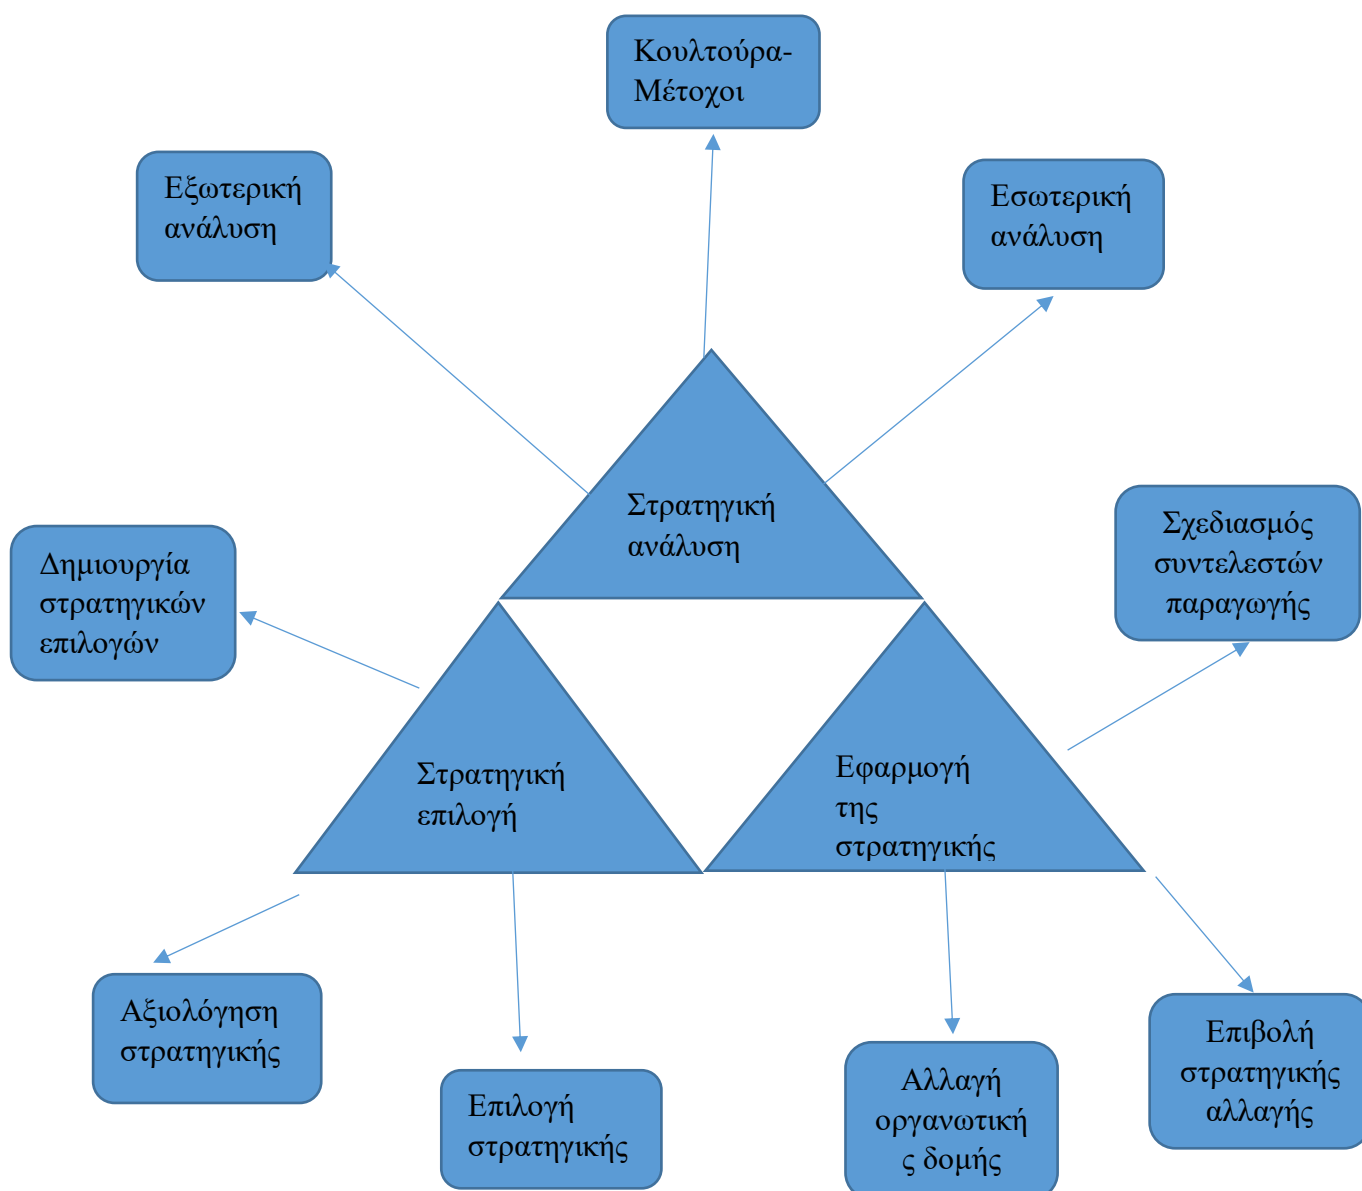 Κουλτούρα-
Μέτοχοι
Εξωτερική
ανάλυση
Εσωτερική
ανάλυση
Στρατηγική
ανάλυση
Σχεδιασμός
συντελεστών
παραγωγής
Δημιουργία
στρατηγικών
επιλογών
Στρατηγική
επιλογή
Εφαρμογή
της
στρατηγικής
Αξιολόγηση
στρατηγικής
Επιλογή
στρατηγικής
Αλλαγή
οργανωτική
ς δομής
Επιβολή
στρατηγικής
αλλαγής